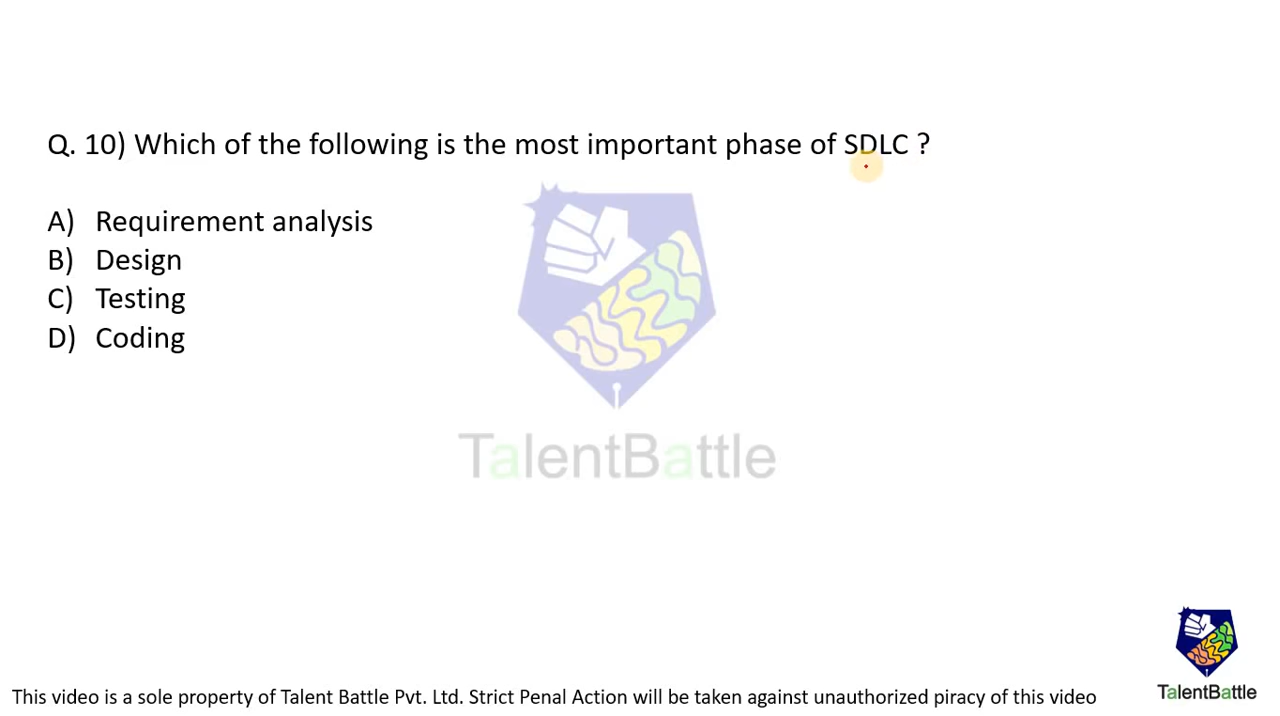 Q. 10) Which of the following is the most important phase of SDLC ?
A) Requirement analysis
B) Design
C) Testing
D) Coding
TalentBattle
TalentBattle
This video is a sole property of Talent Battle Pvt. Ltd. Strict Penal Action will be taken against unauthorized piracy of this video